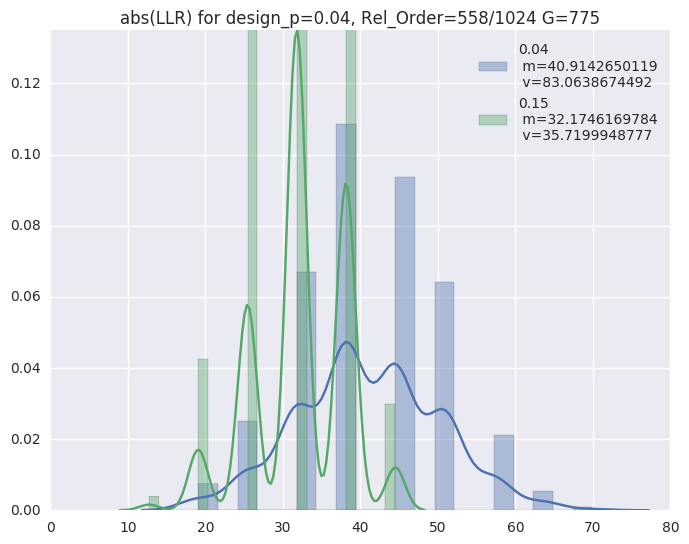 abs(LLR) for design_p=0.04, Rel_Order=558/1024 G=775
0.04
m=40.9142650119
v=83.0638674492
0.15
m=32.1746169784
v=35.7199948777
0.12
0.10
0.08
0.06
0.04
0.02
0.00
0 10 20 30 40 50 60 70 80